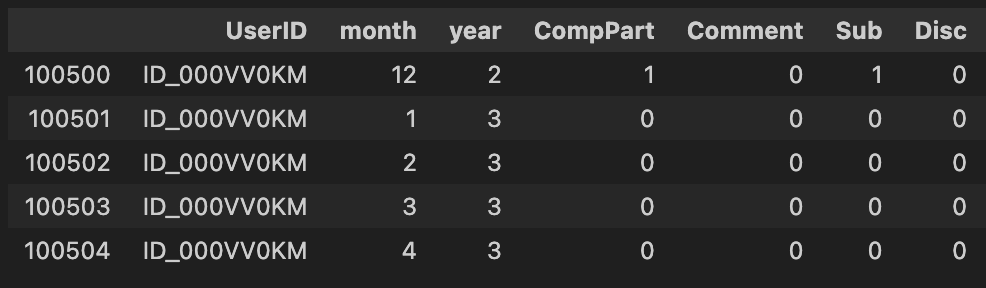 UserID month year CompPart Comment Sub Disc
100500 ID_000VV0KM 12 2 1 0 1 0
100501 ID_000VV0KM 1 3 0 0 0 0
100502 ID_000VV0KM 2 3 0 0 0 0
100503 ID_000VV0KM 3 3 0 0 0 0
100504 ID_000VV0KM 4 3 0 0 0 0